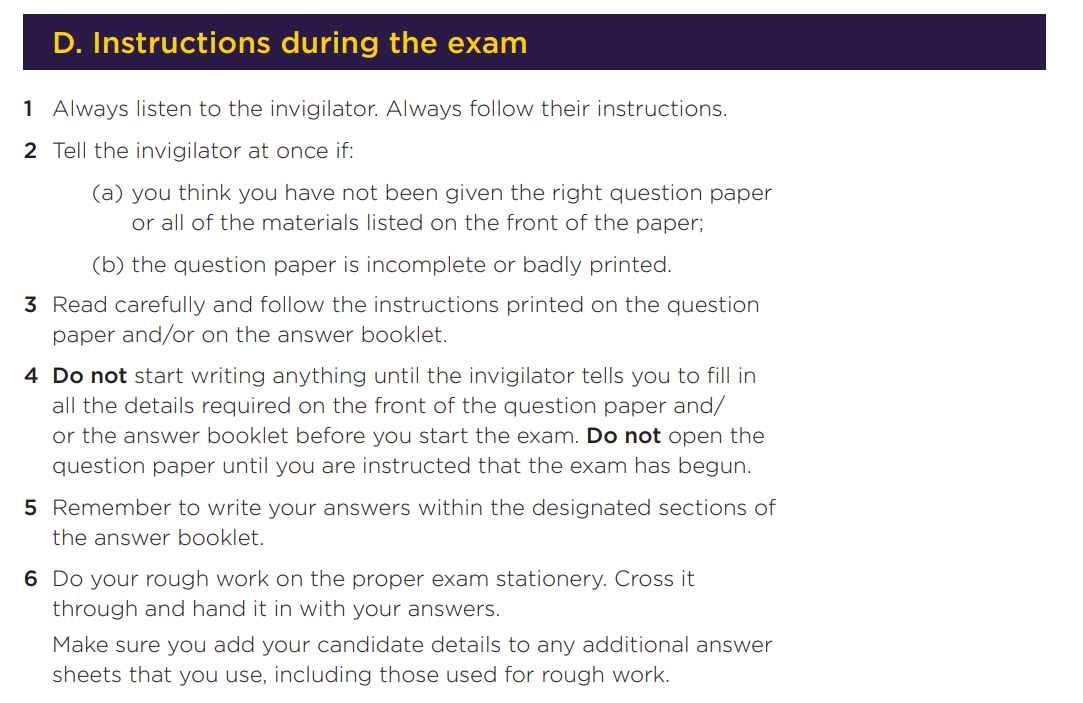 D. Instructions during the exam
1 Always listen to the invigilator. Always follow their instructions.
2 Tell the invigilator at once if:
(a) you think you have not been given the right question paper
or all of the materials listed on the front of the paper;
(b) the question paper is incomplete or badly printed.
3 Read carefully and follow the instructions printed on the question
paper and/or on the answer booklet.
4 Do not start writing anything until the invigilator tells you to fill in
all the details required on the front of the question paper and/
or the answer booklet before you start the exam. Do not open the
question paper until you are instructed that the exam has begun.
5 Remember to write your answers within the designated sections of
the answer booklet.
6 Do your rough work on the proper exam stationery. Cross it
through and hand it in with your answers.
Make sure you add your candidate details to any additional answer
sheets that you use, including those used for rough work.